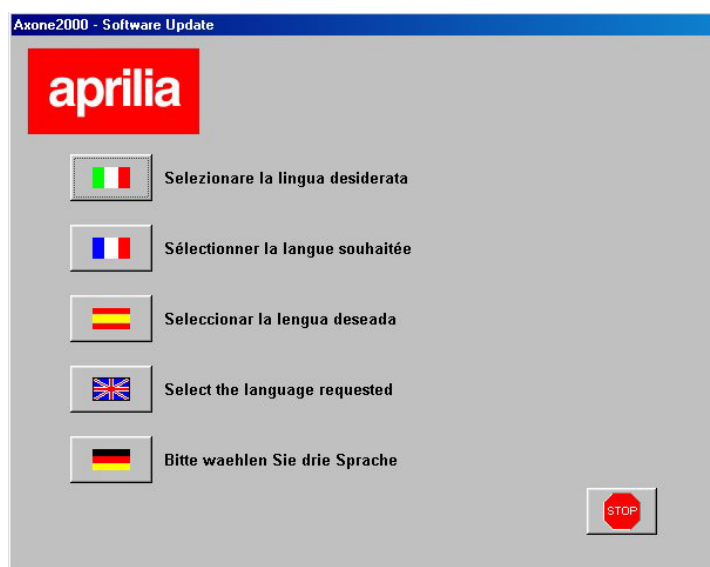 Axone2000 - Software Update
aprilia
Selezionare la lingua desiderata
Sélectionner la langue souhaitée
Seleccionar la lengua deseada
Select the language requested
Bitte waehlen Sie drie Sprache
STOP